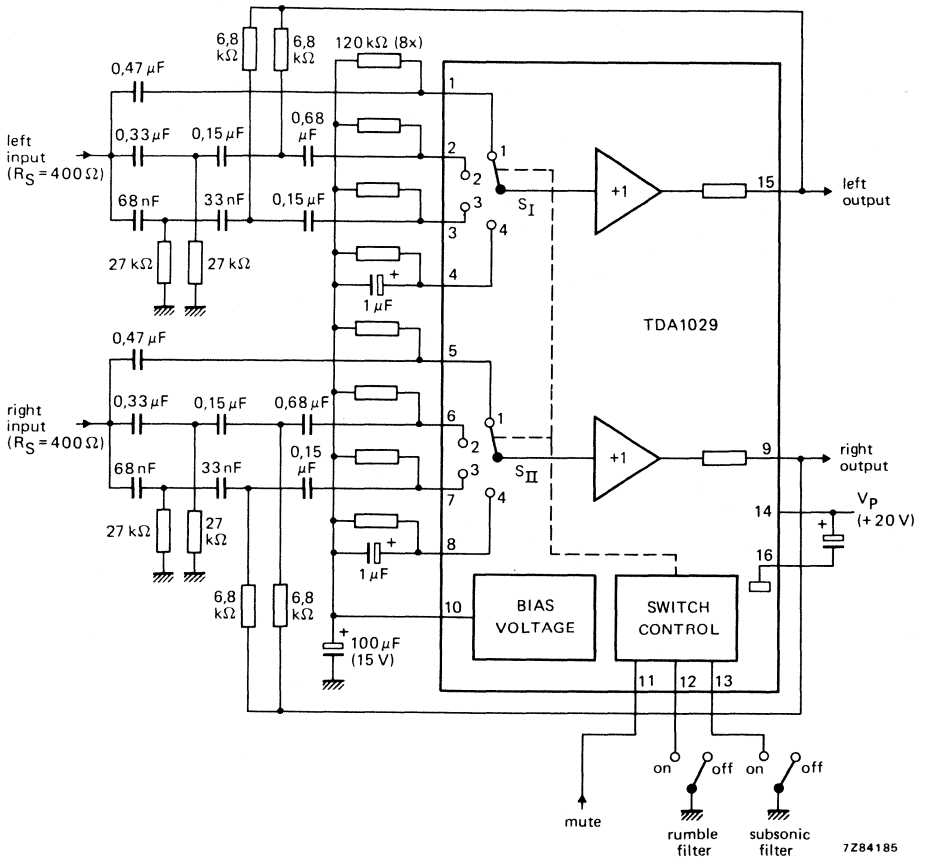 6,8
kΩ
6,8
kΩ
120 kΩ (8x)
0,47 μF
1
0,33 μF
0,15 μF
0,68
μF
left
input
(RS = 400 Ω)
2
1
2
+1
15
left
output
68 nF
33 nF
0,15 μF
3
3
SI
4
27 kΩ
27 kΩ
4
+
1 μF
TDA1029
0,47 μF
5
0,33 μF
0,15 μF
0,68 μF
right
input
(RS = 400 Ω)
6
1
2
+1
9
right
output
68 nF
33 nF
0,15
μF
7
3
SII
4
27 kΩ
27
kΩ
8
+
1 μF
14
VP
(+ 20 V)
+
16
6,8
kΩ
6,8
kΩ
10
BIAS
VOLTAGE
SWITCH
CONTROL
+
100 μF
(15 V)
11
12
13
on
off
on
off
mute
rumble
filter
subsonic
filter
7Z84185